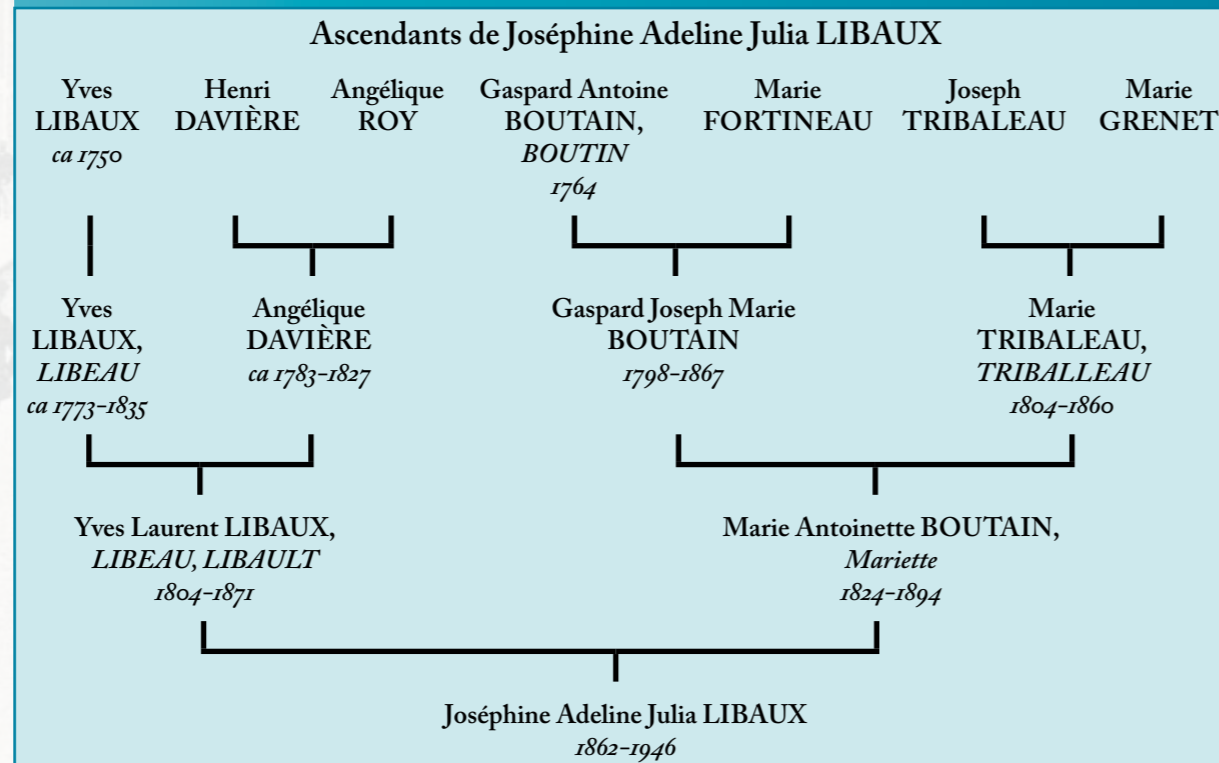 Ascendants de Joséphine Adeline Julia LIBAUX
Yves
LIBAUX
ca 1750
Henri
DAVIÈRE
Angélique
ROY
Gaspard Antoine
BOUTAIN,
BOUTIN
1764
Marie
FORTINEAU
Joseph
TRIBALEAU
Marie
GRENET
Yves
LIBAUX,
LIBEAU
ca 1773-1835
Angélique
DAVIÈRE
ca 1783-1827
Gaspard Joseph Marie
BOUTAIN
1798-1867
Marie
TRIBALEAU,
TRIBALLEAU
1804-1860
Yves Laurent LIBAUX,
LIBEAU, LIBAULT
1804-1871
Marie Antoinette BOUTAIN,
Mariette
1824-1894
Joséphine Adeline Julia LIBAUX
1862-1946